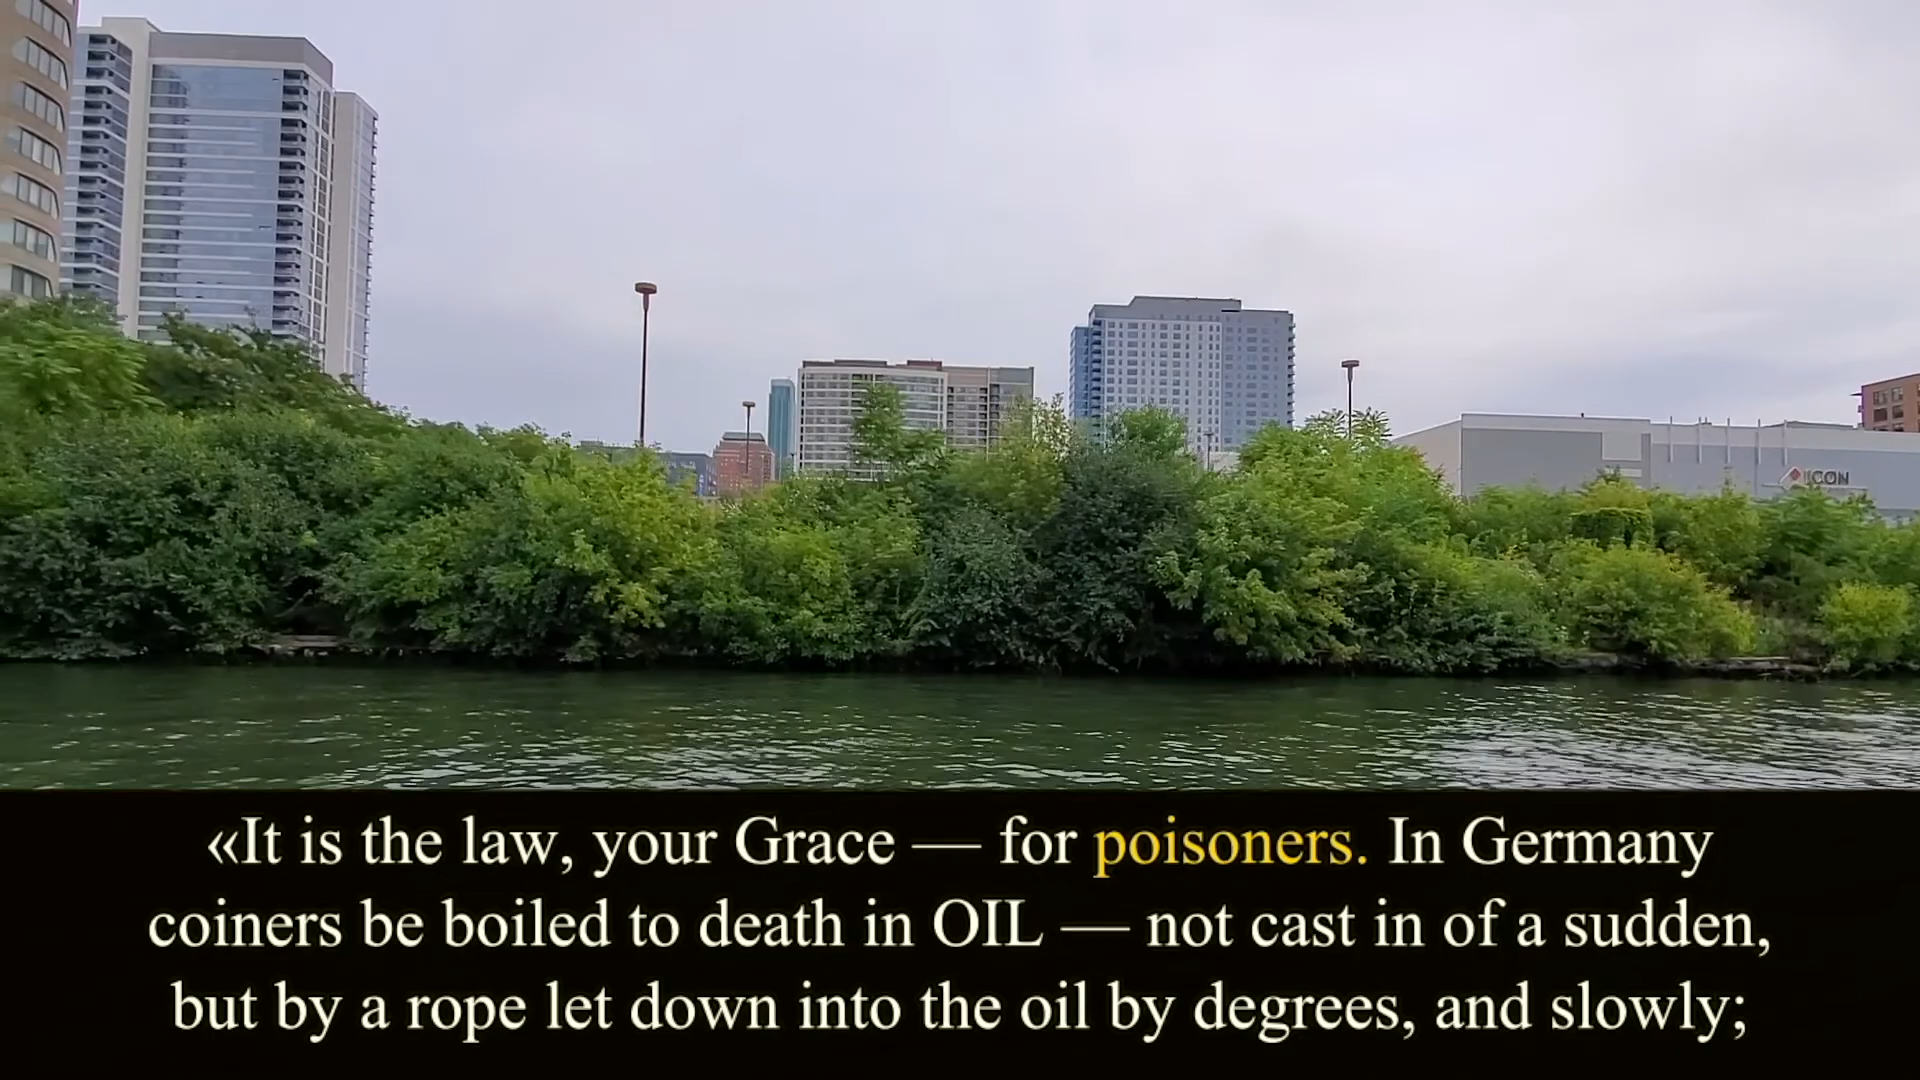 ICON
«It is the law, your Grace — for poisoners. In Germany
coiners be boiled to death in OIL — not cast in of a sudden,
but by a rope let down into the oil by degrees, and slowly;